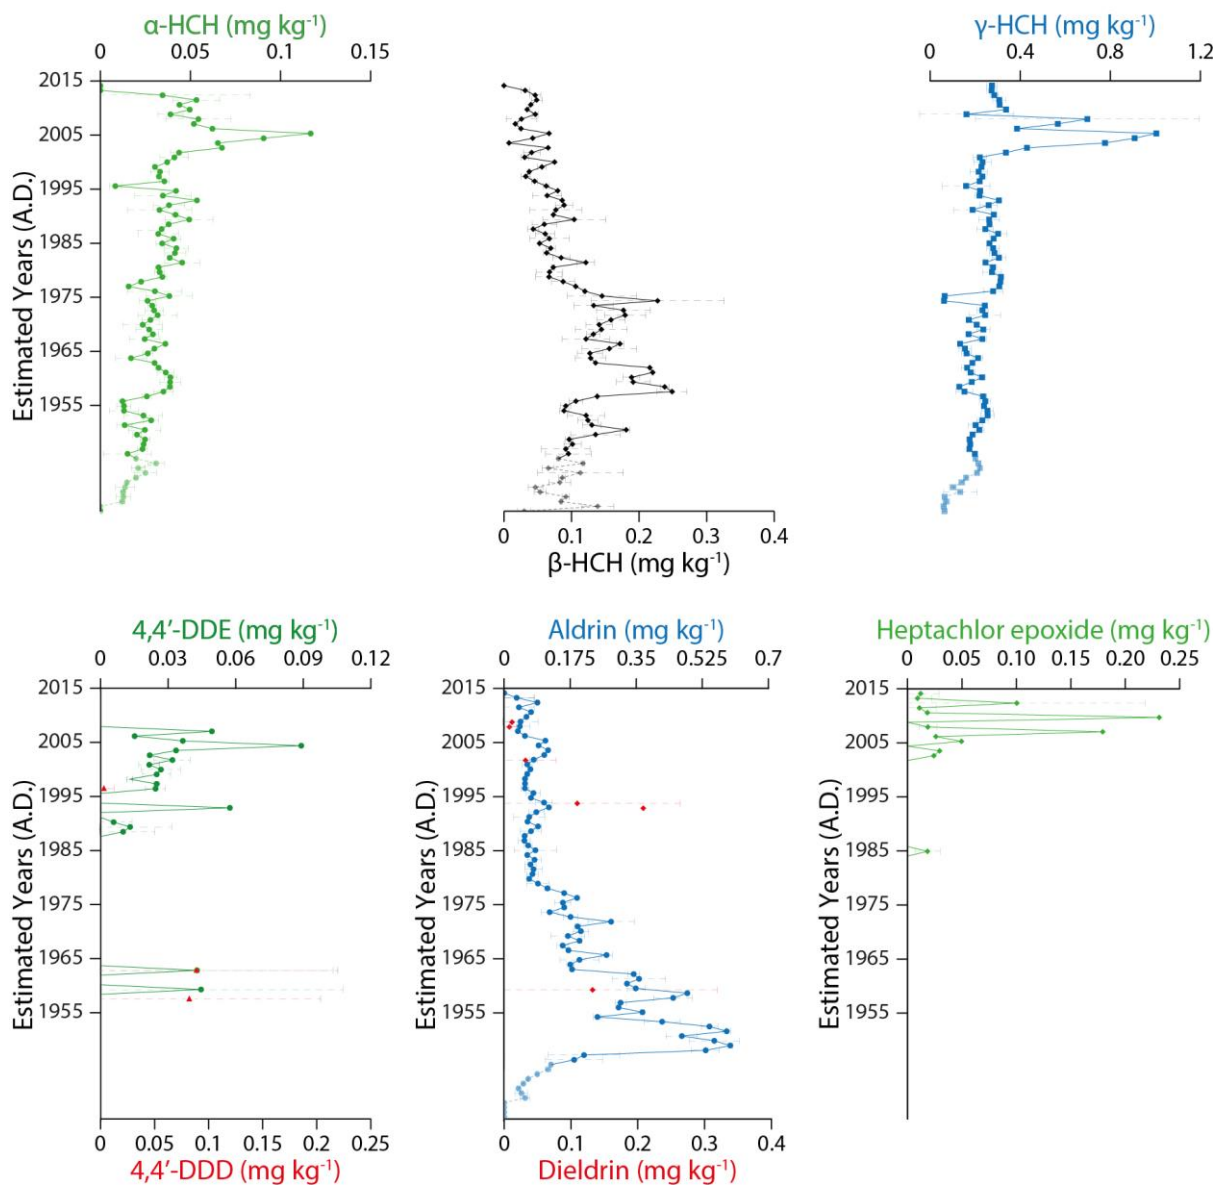 α-HCH (mg kg⁻¹)
0 0.05 0.1 0.15
γ-HCH (mg kg⁻¹)
0 0.4 0.8 1.2
Estimated Years (A.D.)
2015
2005
1995
1985
1975
1965
1955
0 0.1 0.2 0.3 0.4
β-HCH (mg kg⁻¹)
4,4′-DDE (mg kg⁻¹)
0 0.03 0.06 0.09 0.12
Estimated Years (A.D.)
2015
2005
1995
1985
1975
1965
1955
0 0.05 0.1 0.2 0.25
4,4′-DDD (mg kg⁻¹)
Aldrin (mg kg⁻¹)
0 0.175 0.35 0.525 0.7
Estimated Years (A.D.)
2015
2005
1995
1985
1975
1965
1955
0 0.1 0.2 0.3 0.4
Dieldrin (mg kg⁻¹)
Heptachlor epoxide (mg kg⁻¹)
0 0.05 0.10 0.20 0.25
Estimated Years (A.D.)
2015
2005
1995
1985
1975
1965
1955